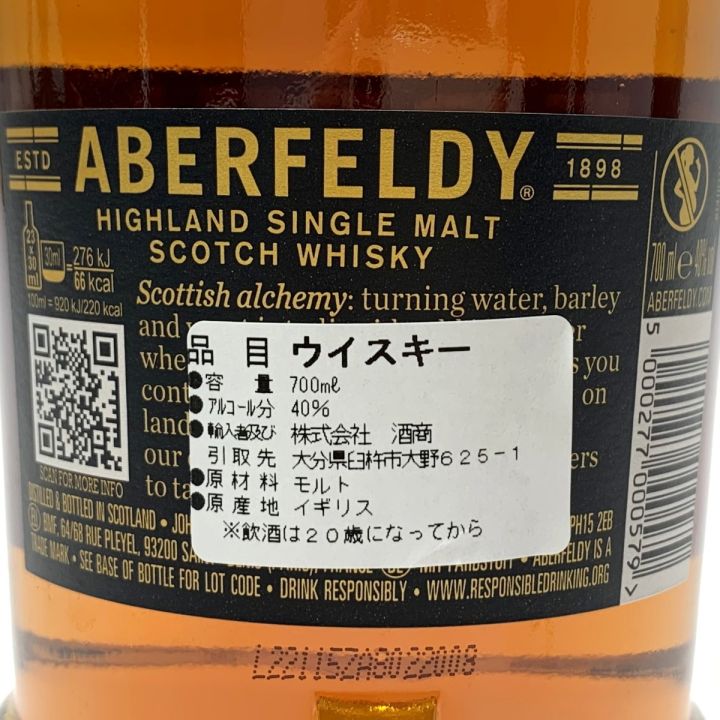 ESTD ABERFELDY® 1898
HIGHLAND SINGLE MALT
SCOTCH WHISKY
23 x 30 ml
30ml
=276 kJ
66 kcal
100ml = 920 kJ/220 kcal
Scottish alchemy: turning water, barley
and
whe
s you
cont
on
land
our
ers
to ta
SCAN FOR MORE INFO
品目 ウイスキー
●容量 700㎖
●アルコール分 40%
●輸入者及び 株式会社 酒商
引取先 大分県臼杵市大野625-1
●原材料 モルト
●原産地 イギリス
※飲酒は20歳になってから
DISTILLED & BOTTLED IN SCOTLAND • JOH
PH15 2EB
BMF, 64/68 RUE PLEYEL, 93200 SA
ABERFELDY IS A
TRADE MARK • SEE BASE OF BOTTLE FOR LOT CODE • DRINK RESPONSIBLY • WWW.RESPONSIBLEDRINKING.ORG
700 ml e 40%
ABERFELDY.COM
5 000277 000579 >
L22115ZA8022008